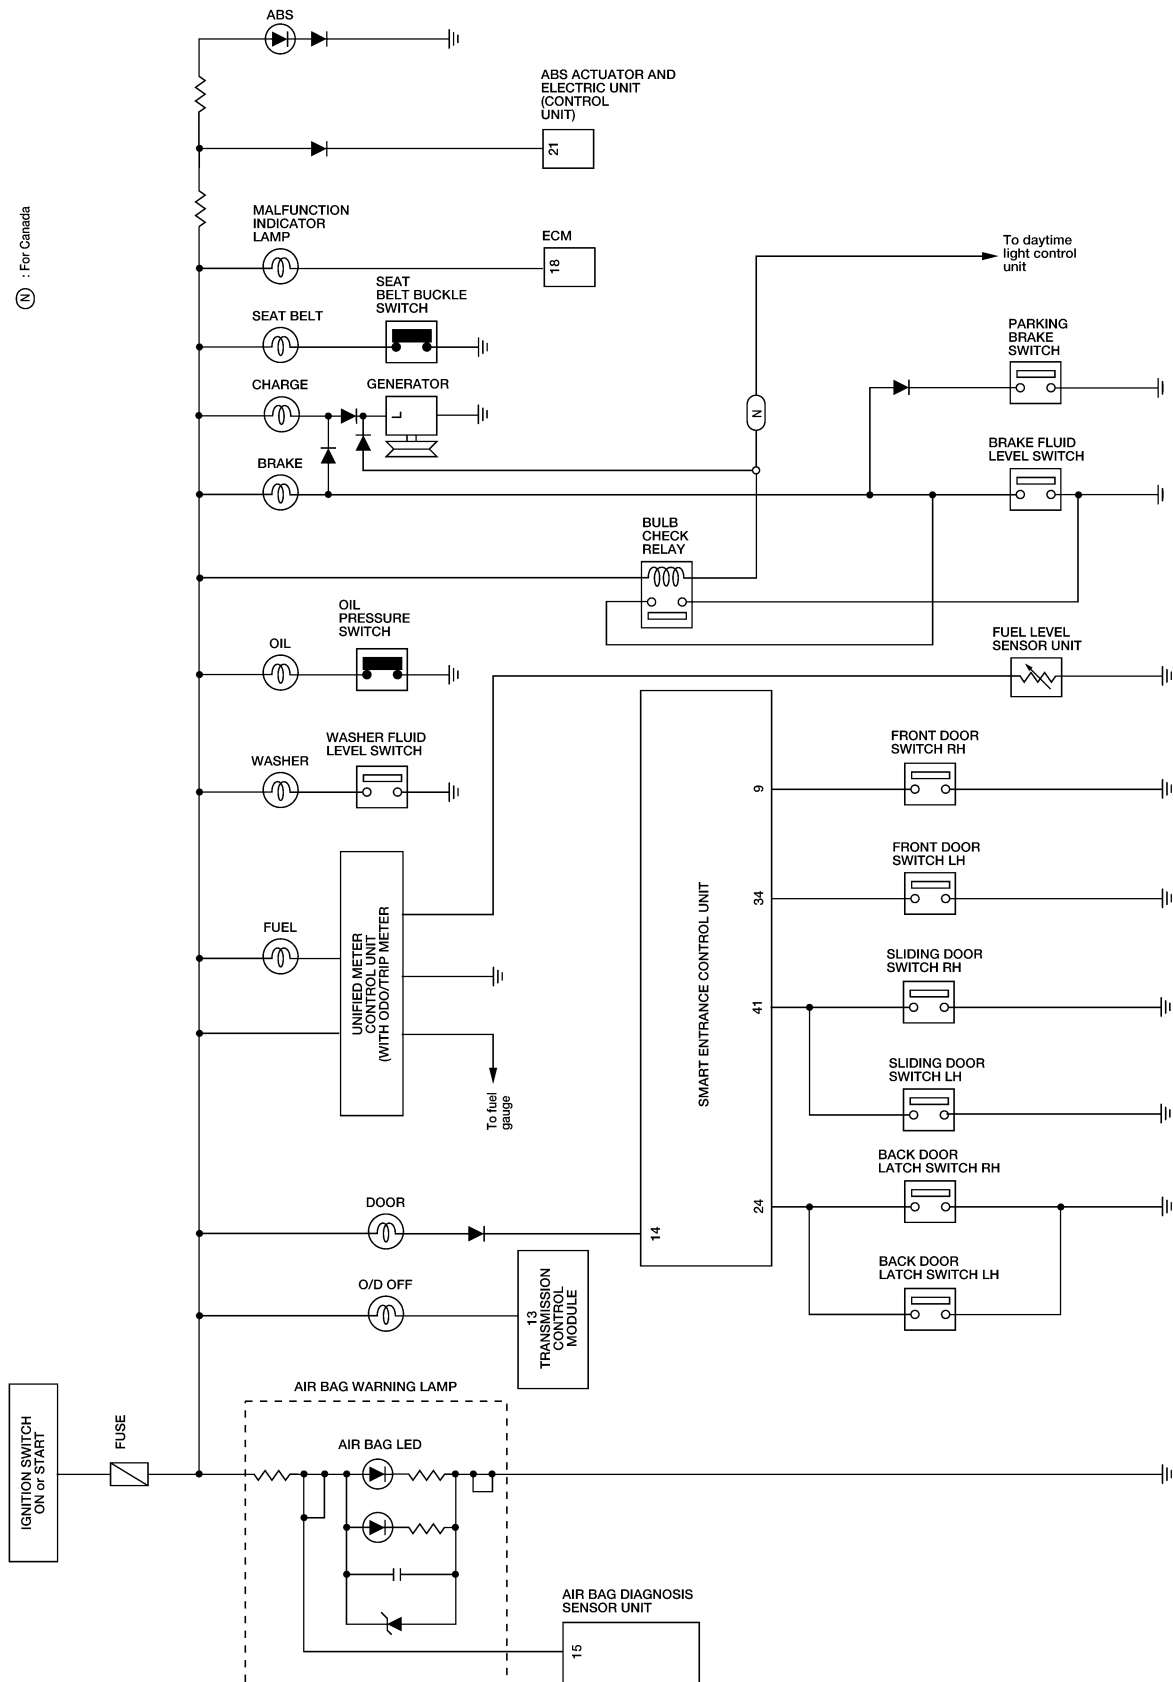 ABS
ABS ACTUATOR AND
ELECTRIC UNIT
(CONTROL
UNIT)
21
N : For Canada
MALFUNCTION
INDICATOR
LAMP
ECM
18
To daytime
light control
unit
SEAT
BELT BUCKLE
SWITCH
SEAT BELT
PARKING
BRAKE
SWITCH
CHARGE
GENERATOR
L
N
BRAKE
BRAKE FLUID
LEVEL SWITCH
BULB
CHECK
RELAY
OIL
PRESSURE
SWITCH
OIL
FUEL LEVEL
SENSOR UNIT
WASHER FLUID
LEVEL SWITCH
WASHER
FRONT DOOR
SWITCH RH
9
FRONT DOOR
SWITCH LH
34
SMART ENTRANCE CONTROL UNIT
FUEL
UNIFIED METER
CONTROL UNIT
(WITH ODO/TRIP METER
SLIDING DOOR
SWITCH RH
41
To fuel
gauge
SLIDING DOOR
SWITCH LH
BACK DOOR
LATCH SWITCH RH
24
DOOR
14
BACK DOOR
LATCH SWITCH LH
O/D OFF
13
TRANSMISSION
CONTROL
MODULE
AIR BAG WARNING LAMP
IGNITION SWITCH
ON or START
FUSE
AIR BAG LED
AIR BAG DIAGNOSIS
SENSOR UNIT
15